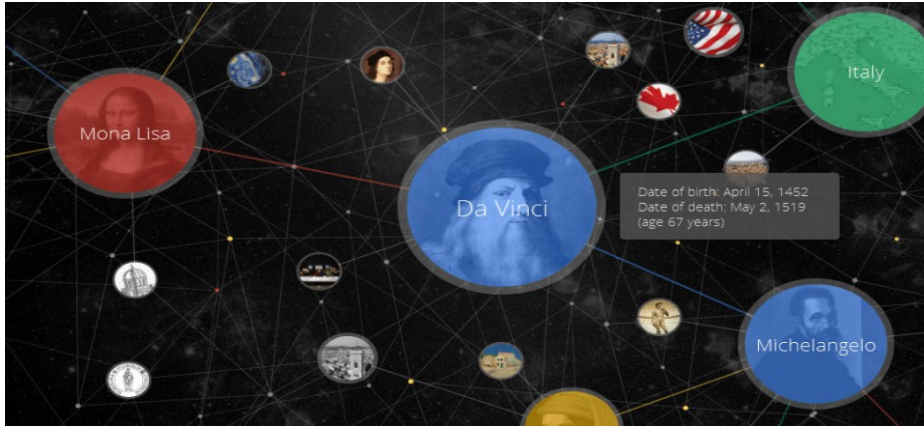 Italy
Mona Lisa
Da Vinci
Date of birth: April 15, 1452
Date of death: May 2, 1519
(age 67 years)
Michelangelo